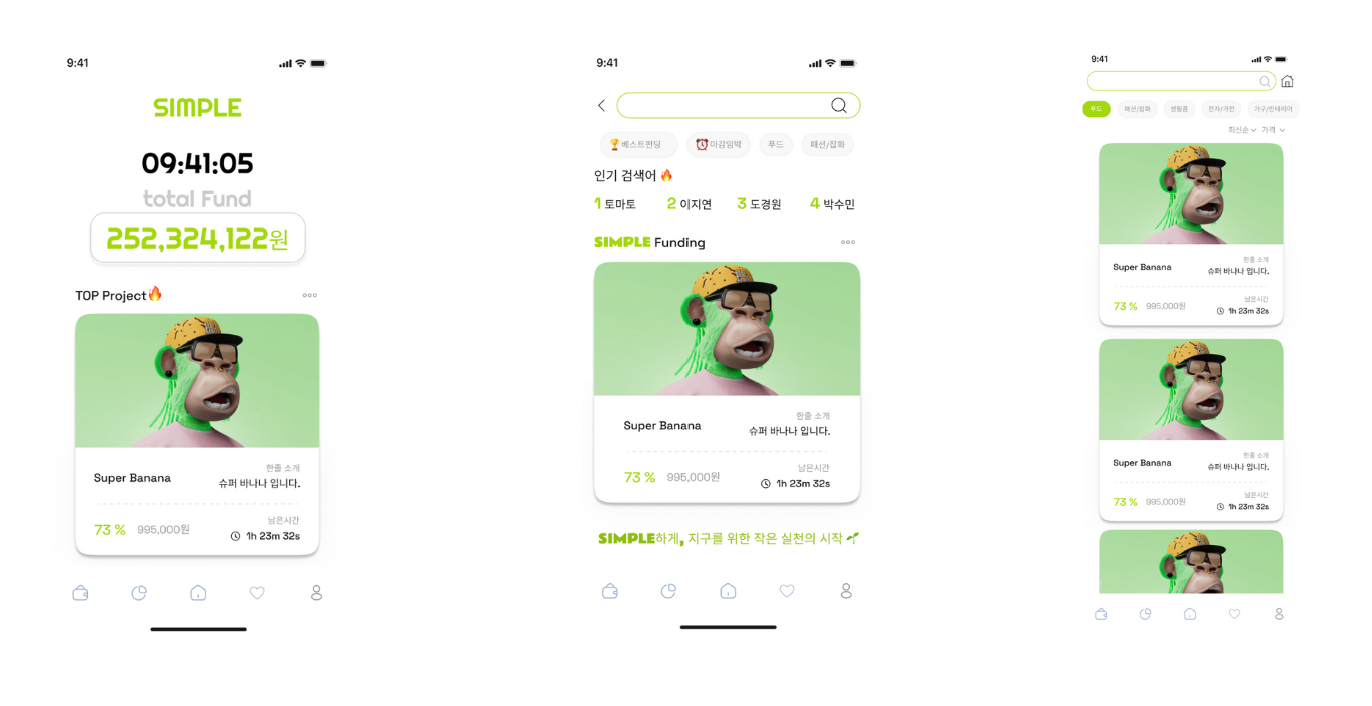 9:41
SIMPLE
09:41:05
total Fund
252,324,122원
TOP Project🔥
Super Banana
한줄 소개
슈퍼 바나나 입니다.
73 % 995,000원
남은시간
1h 23m 32s
9:41
🏆베스트펀딩 ⏰마감임박 푸드 패션/잡화
인기 검색어 🔥
1 토마토 2 이지연 3 도경원 4 박수민
SIMPLE Funding
Super Banana
한줄 소개
슈퍼 바나나 입니다.
73 % 995,000원
남은시간
1h 23m 32s
SIMPLE하게, 지구를 위한 작은 실천의 시작 🌱
9:41
푸드 패션/잡화 생필품 전자/가전 가구/인테리어
최신순 가격
Super Banana
한줄 소개
슈퍼 바나나 입니다.
73 % 995,000원
남은시간
1h 23m 32s
Super Banana
한줄 소개
슈퍼 바나나 입니다.
73 % 995,000원
남은시간
1h 23m 32s